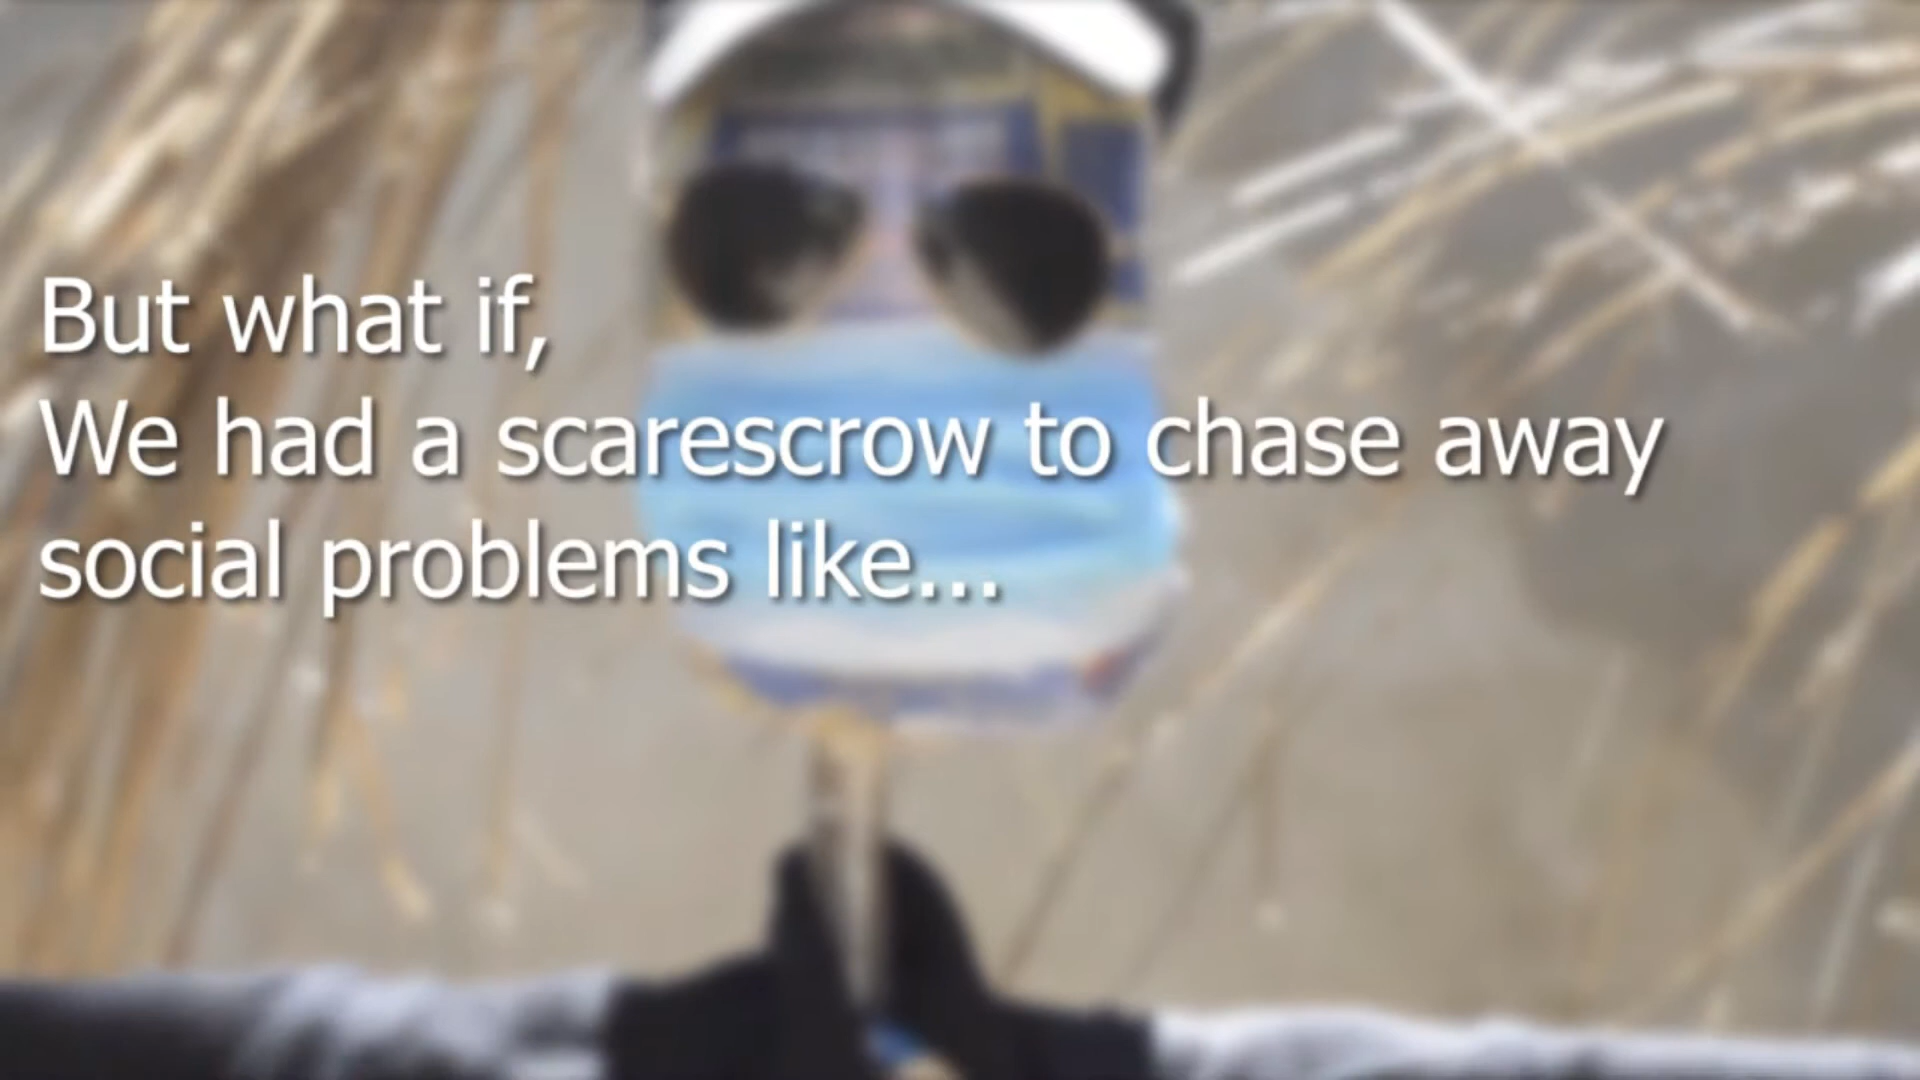 But what if,
We had a scarescrow to chase away
social problems like...